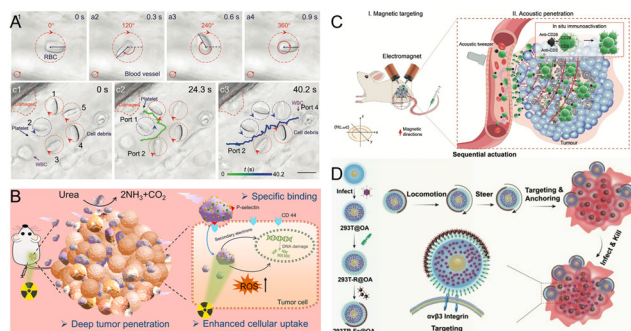 A
a1
0°
0 s
RBC
a2
120°
0.3 s
Blood vessel
a3
240°
0.6 s
a4
360°
0.9 s
c1
0 s
1
5
2
Platelet
4
WBC
3
Cell debris
c2
24.3 s
Platelet
Port 1
Port 2
c3
40.2 s
WBC
Port 4
Port 2
Cell debris
0
t (s)
40.2
B
Urea
2NH₃+CO₂
Specific binding
P-selectin
CD 44
Secondary electrons
DNA damage
ROS
Tumor cell
Deep tumor penetration
Enhanced cellular uptake
C
I. Magnetic targeting
II. Acoustic penetration
In situ immunoactivation
Anti-CD28
Anti-CD3
Electromagnet
Acoustic tweezer
Magnetic
directions
x
y
Tumour
Sequential actuation
D
Infect
293T@OA
293T-R@OA
Locomotion
Steer
Targeting &
Anchoring
Infect & Kill
αvβ3 Integrin
Targeting